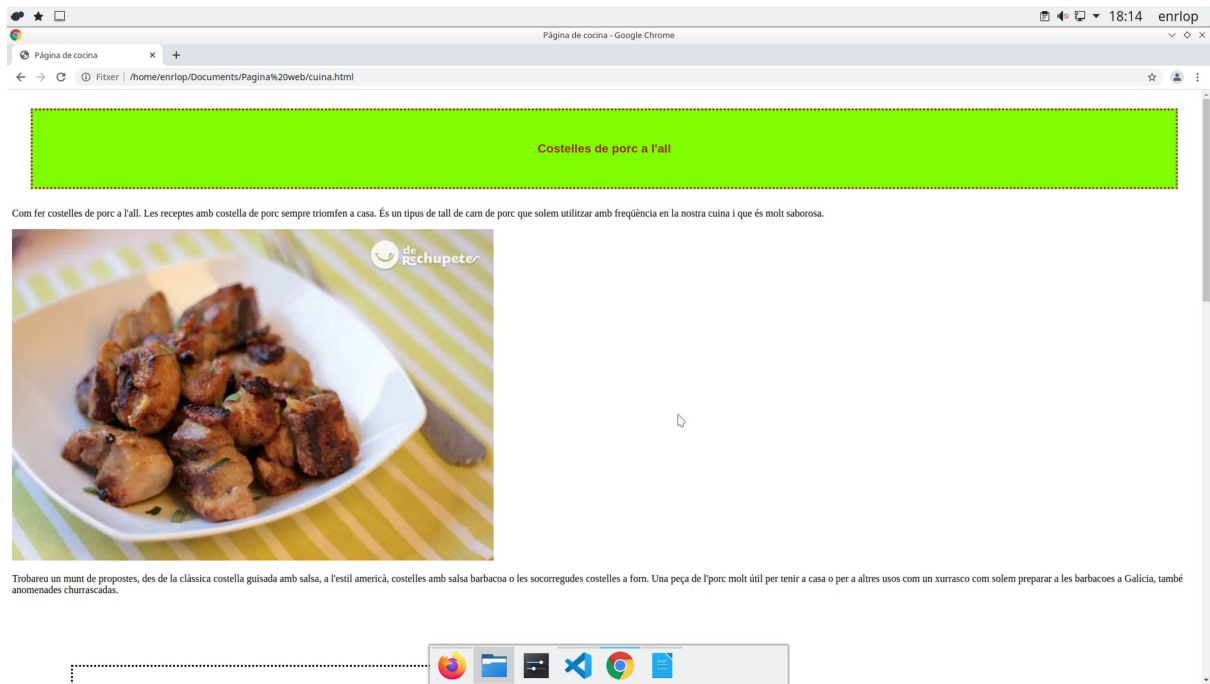 18:14 enrlop
Página de cocina - Google Chrome
Página de cocina
Fitxer /home/enrlop/Documents/Pagina%20web/cuina.html
Costelles de porc a l'all
Com fer costelles de porc a l'all. Les receptes amb costella de porc sempre triomfen a casa. És un tipus de tall de carn de porc que solem utilitzar amb freqüència en la nostra cuina i que és molt saborosa.
de
Rechupete
Trobareu un munt de propostes, des de la clàssica costella guisada amb salsa, a l'estil americà, costelles amb salsa barbacoa o les socorregudes costelles a forn. Una peça de l'porc molt útil per tenir a casa o per a altres usos com un xurrasco com solem preparar a les barbacoes a Galícia, també
anomenades churrascadas.